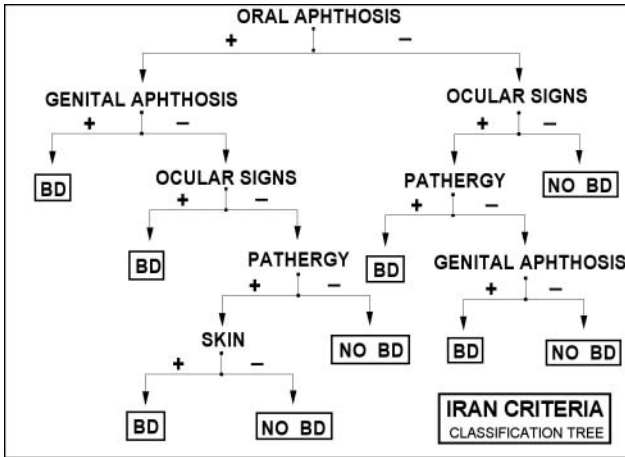 ORAL APHTHOSIS
+ −
GENITAL APHTHOSIS OCULAR SIGNS
+ − + −
BD OCULAR SIGNS PATHERGY NO BD
+ − + −
BD PATHERGY BD GENITAL APHTHOSIS
+ − + −
SKIN NO BD BD NO BD
+ −
BD NO BD
IRAN CRITERIA
CLASSIFICATION TREE